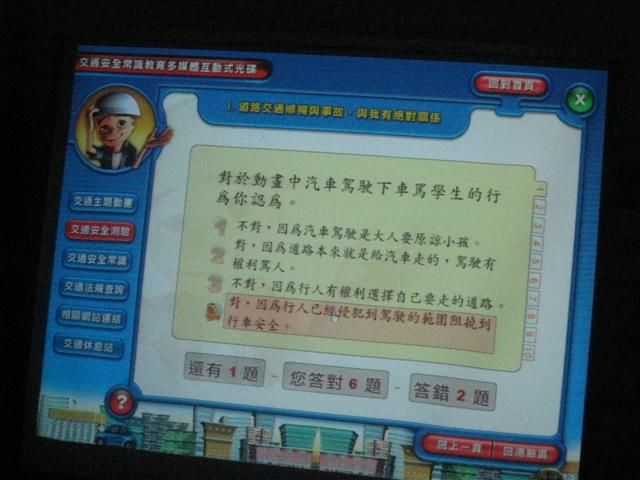 交通安全常識教育多媒體互動式光碟
回到首頁
X
1. 道路交通順暢與事故，與我有絕對關係
交通主題動畫
交通安全測驗
交通安全常識
交通法規查詢
相關網站連結
交通休息站
?
對於動畫中汽車駕駛下車罵學生的行
為你認為。
1 不對，因為汽車駕駛是大人要原諒小孩。
2 對，因為道路本來就是給汽車走的，駕駛有
權利罵人。
3 不對，因為行人有權利選擇自己要走的道路。
4 對，因為行人已經侵犯到駕駛的範圍阻撓到
行車安全。
1
2
3
4
5
6
7
8
9
10
還有 1 題 - 您答對 6 題 - 答錯 2 題
回上一頁
回測驗區